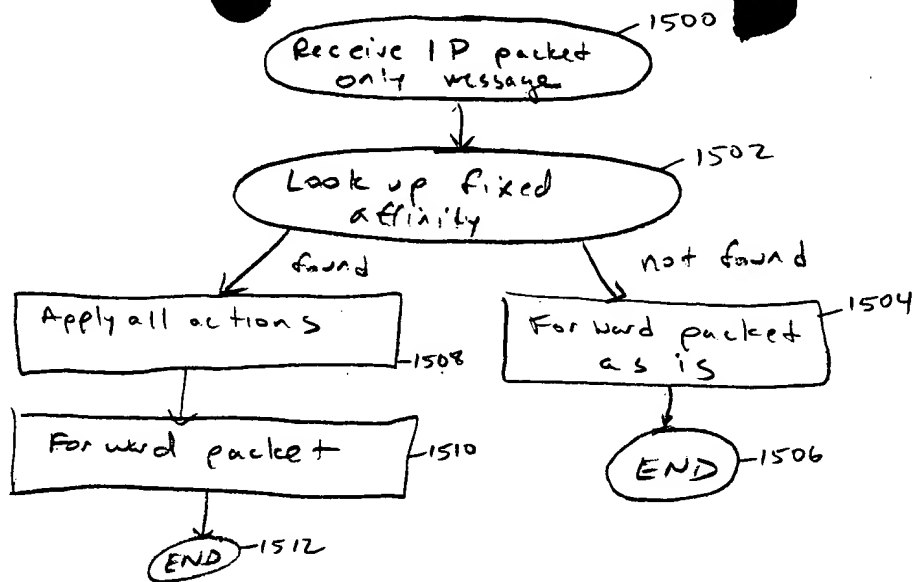 1500
Receive IP packet
only message
1502
Look up fixed
affinity
found
not found
Apply all actions
1508
Forward packet
as is
1504
Forward packet
1510
END
1506
END
1512